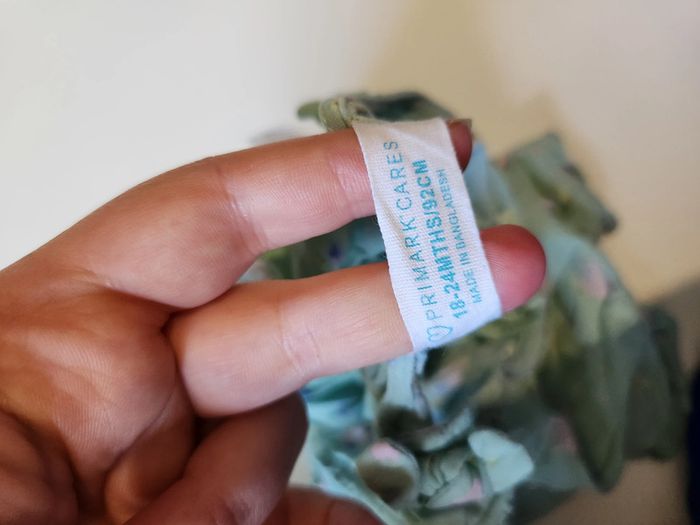 PRIMARK CARES
18-24MTHS/92CM
MADE IN BANGLADESH